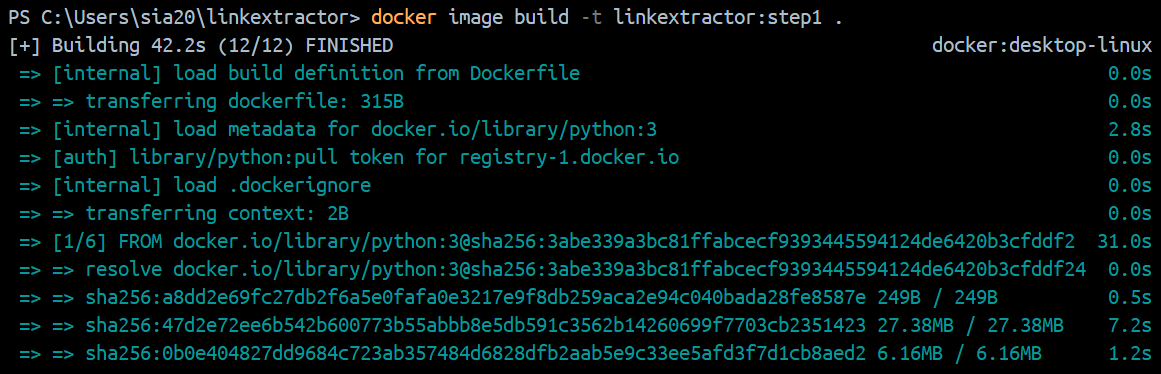 PS C:\Users\sia20\linkextractor> docker image build -t linkextractor:step1 .
[+] Building 42.2s (12/12) FINISHED docker:desktop-linux
=> [internal] load build definition from Dockerfile 0.0s
=> => transferring dockerfile: 315B 0.0s
=> [internal] load metadata for docker.io/library/python:3 2.8s
=> [auth] library/python:pull token for registry-1.docker.io 0.0s
=> [internal] load .dockerignore 0.0s
=> => transferring context: 2B 0.0s
=> [1/6] FROM docker.io/library/python:3@sha256:3abe339a3bc81ffabcecf9393445594124de6420b3cfddf2 31.0s
=> => resolve docker.io/library/python:3@sha256:3abe339a3bc81ffabcecf9393445594124de6420b3cfddf24 0.0s
=> => sha256:a8dd2e69fc27db2f6a5e0fafa0e3217e9f8db259aca2e94c040bada28fe8587e 249B / 249B 0.5s
=> => sha256:47d2e72ee6b542b600773b55abbb8e5db591c3562b14260699f7703cb2351423 27.38MB / 27.38MB 7.2s
=> => sha256:0b0e404827dd9684c723ab357484d6828dfb2aab5e9c33ee5afd3f7d1cb8aed2 6.16MB / 6.16MB 1.2s